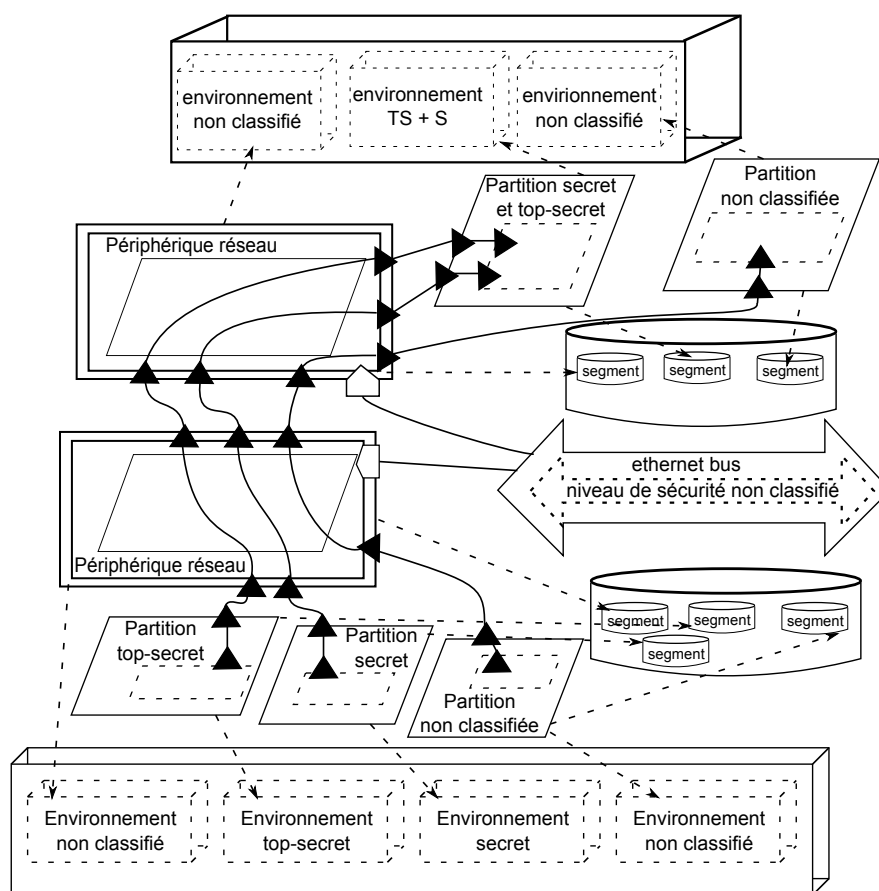 environnement
non classifié
environnement
TS + S
envirionnement
non classifié
Partition secret
et top-secret
Partition
non classifiée
Périphérique réseau
segment
segment
segment
ethernet bus
niveau de sécurité non classifié
Périphérique réseau
segment
segment
segment
segment
Partition
top-secret
Partition
secret
Partition
non classifiée
Environnement
non classifié
Environnement
top-secret
Environnement
secret
Environnement
non classifié